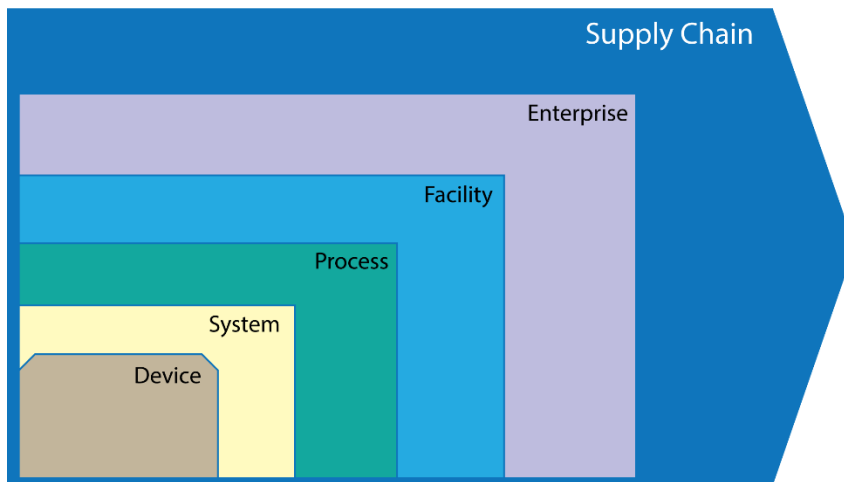 Supply Chain
Enterprise
Facility
Process
System
Device